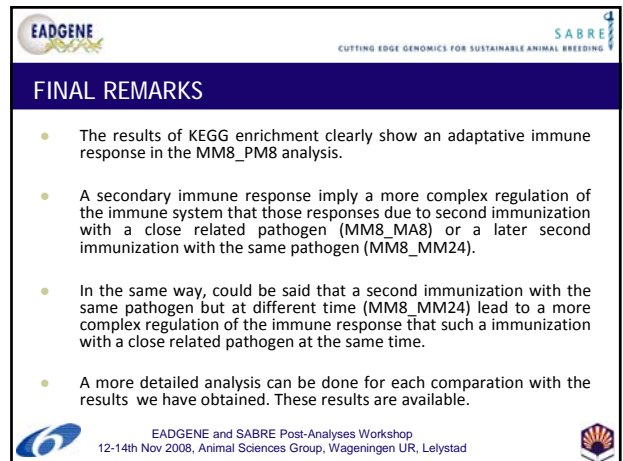 EADGENE
SABRE
CUTTING EDGE GENOMICS FOR SUSTAINABLE ANIMAL BREEDING
FINAL REMARKS
The results of KEGG enrichment clearly show an adaptative immune
response in the MM8_PM8 analysis.
A secondary immune response imply a more complex regulation of
the immune system that those responses due to second immunization
with a close related pathogen (MM8_MA8) or a later second
immunization with the same pathogen (MM8_MM24).
In the same way, could be said that a second immunization with the
same pathogen but at different time (MM8_MM24) lead to a more
complex regulation of the immune response that such a immunization
with a close related pathogen at the same time.
A more detailed analysis can be done for each comparation with the
results we have obtained. These results are available.
EADGENE and SABRE Post-Analyses Workshop
12-14th Nov 2008, Animal Sciences Group, Wageningen UR, Lelystad